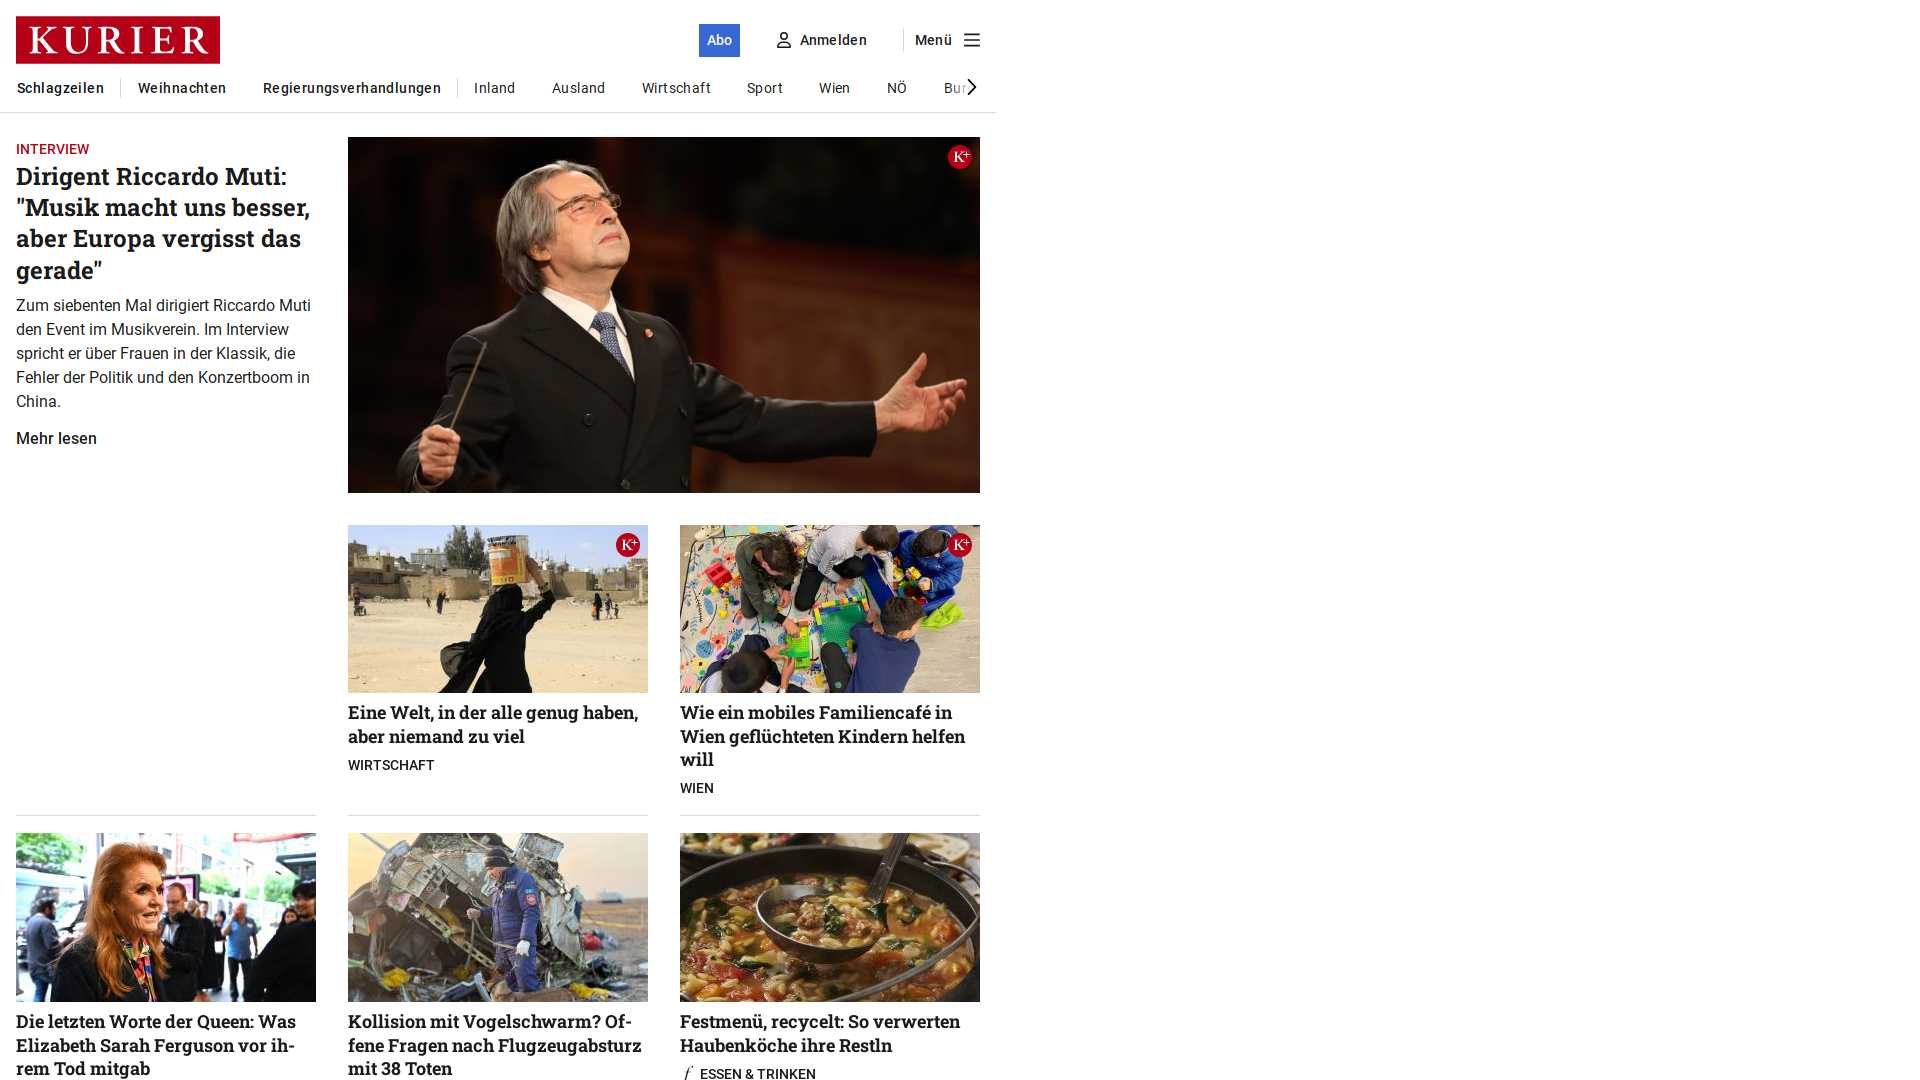 KURIER
Abo
Anmelden
Menü
Schlagzeilen
Weihnachten
Regierungsverhandlungen
Inland
Ausland
Wirtschaft
Sport
Wien
NÖ
Bur
INTERVIEW
Dirigent Riccardo Muti:
"Musik macht uns besser,
aber Europa vergisst das
gerade"
Zum siebenten Mal dirigiert Riccardo Muti
den Event im Musikverein. Im Interview
spricht er über Frauen in der Klassik, die
Fehler der Politik und den Konzertboom in
China.
Mehr lesen
K+
K+
Eine Welt, in der alle genug haben,
aber niemand zu viel
WIRTSCHAFT
K+
Wie ein mobiles Familiencafé in
Wien geflüchteten Kindern helfen
will
WIEN
Die letzten Worte der Queen: Was
Elizabeth Sarah Ferguson vor ih-
rem Tod mitgab
Kollision mit Vogelschwarm? Of-
fene Fragen nach Flugzeugabsturz
mit 38 Toten
Festmenü, recycelt: So verwerten
Haubenköche ihre Restln
f ESSEN & TRINKEN